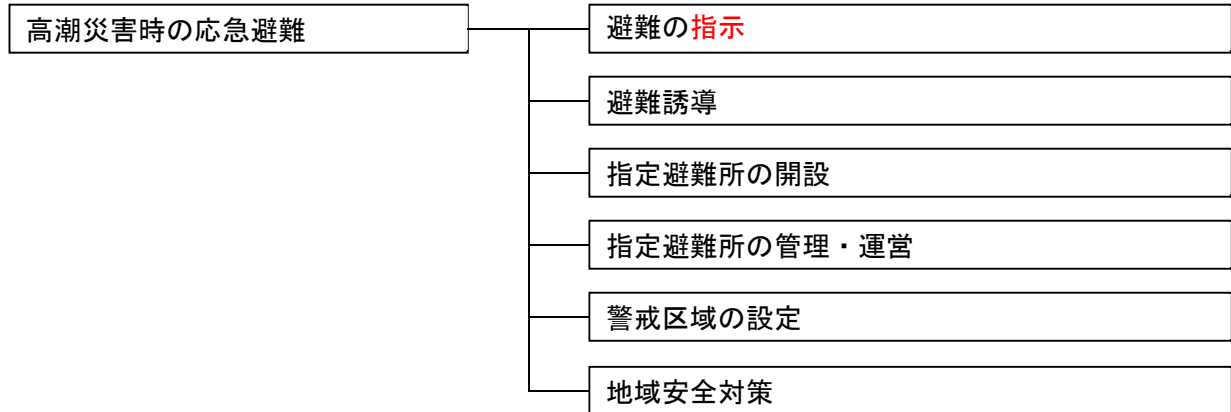 高潮災害時の応急避難
避難の指示
避難誘導
指定避難所の開設
指定避難所の管理・運営
警戒区域の設定
地域安全対策